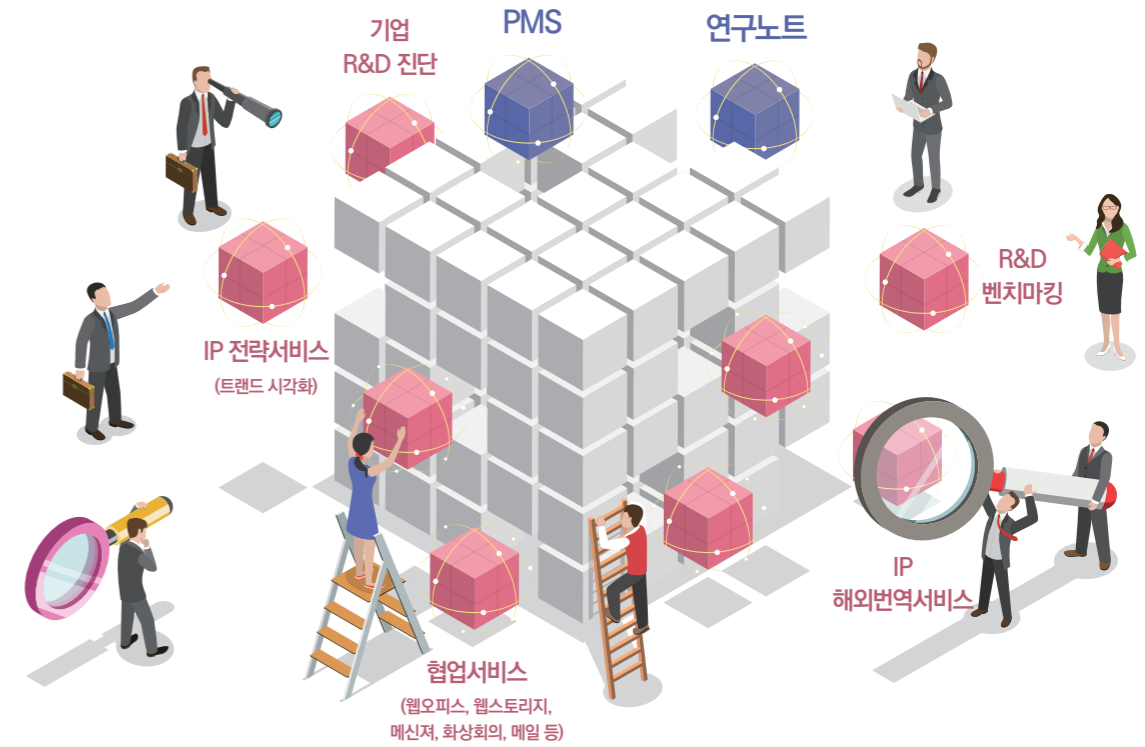 기업
R&D 진단
PMS
연구노트
IP 전략서비스
(트랜드 시각화)
R&D
벤치마킹
IP
해외번역서비스
협업서비스
(웹오피스, 웹스토리지,
메신져, 화상회의, 메일 등)